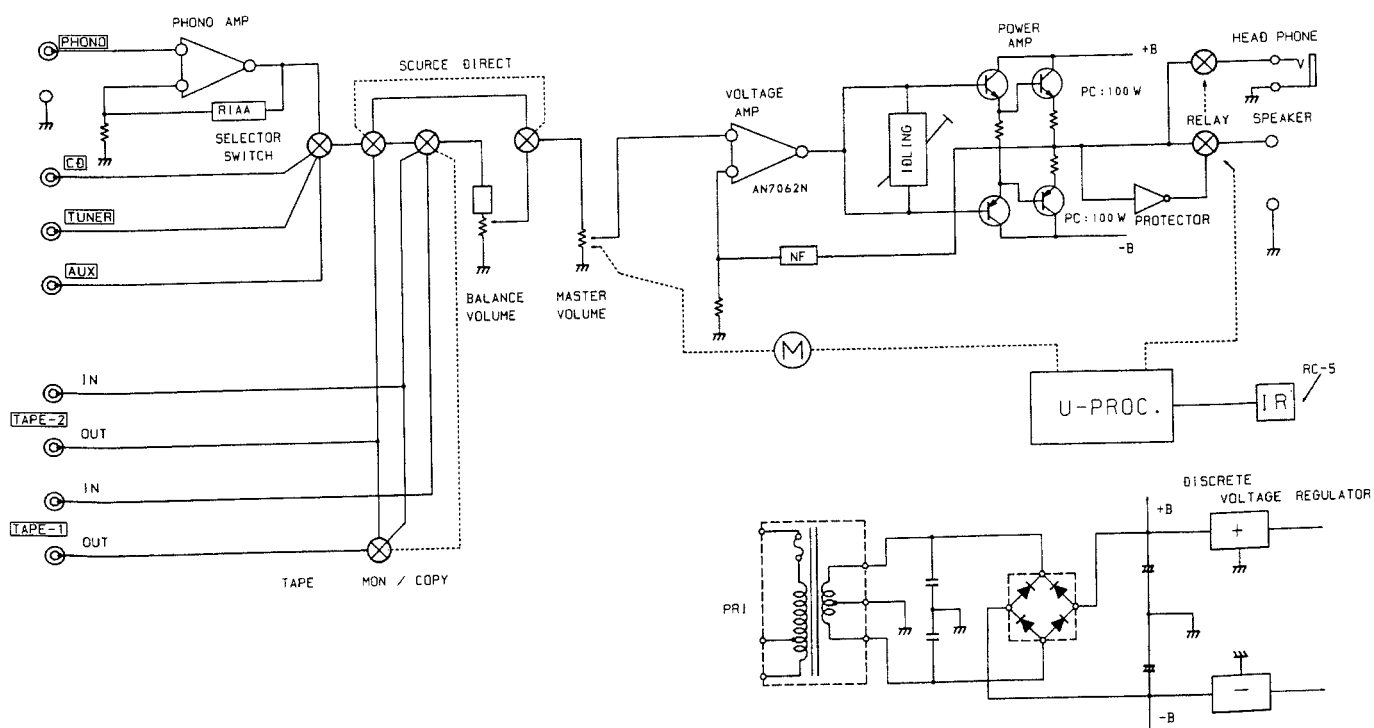 PHONO AMP
PHONO
RIAA
SELECTOR
SWITCH
CD
TUNER
AUX
SCURCE DIRECT
BALANCE
VOLUME
MASTER
VOLUME
VOLTAGE
AMP
AN7062N
IDLING
NF
POWER
AMP
+B
PC:100W
PC:100W
-B
HEAD PHONE
RELAY
SPEAKER
PROTECTOR
M
U-PROC.
IR
RC-5
IN
TAPE-2
OUT
IN
TAPE-1
OUT
TAPE MON / COPY
PRI
DISCRETE
VOLTAGE REGULATOR
+B
+
-B
-